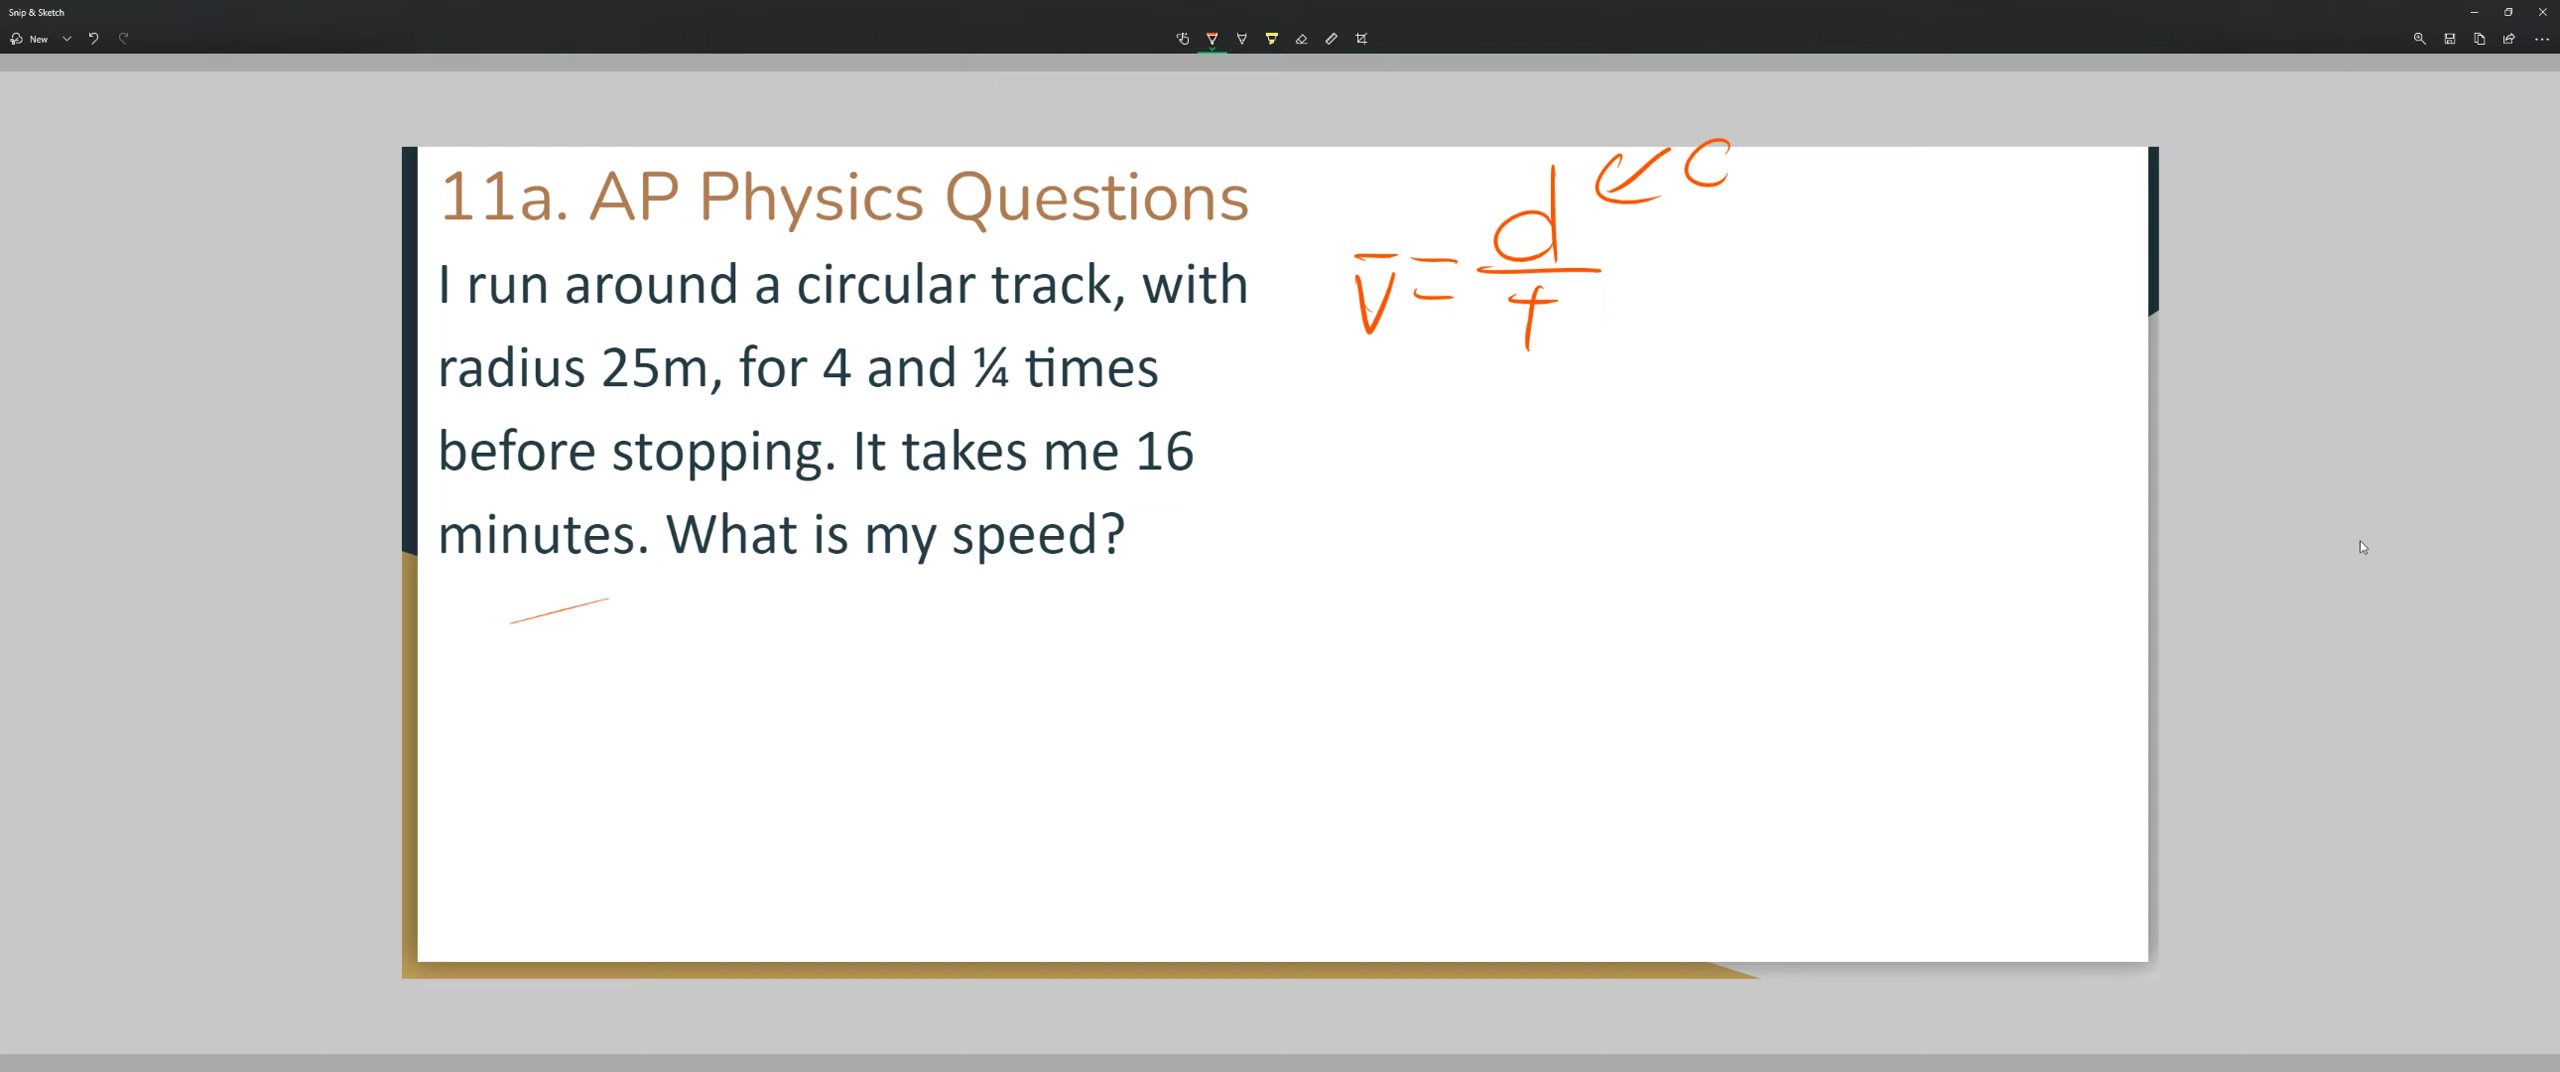 Snip & Sketch
New
11a. AP Physics Questions
I run around a circular track, with
radius 25m, for 4 and ¼ times
before stopping. It takes me 16
minutes. What is my speed?
v̅ = d/t ↙ C